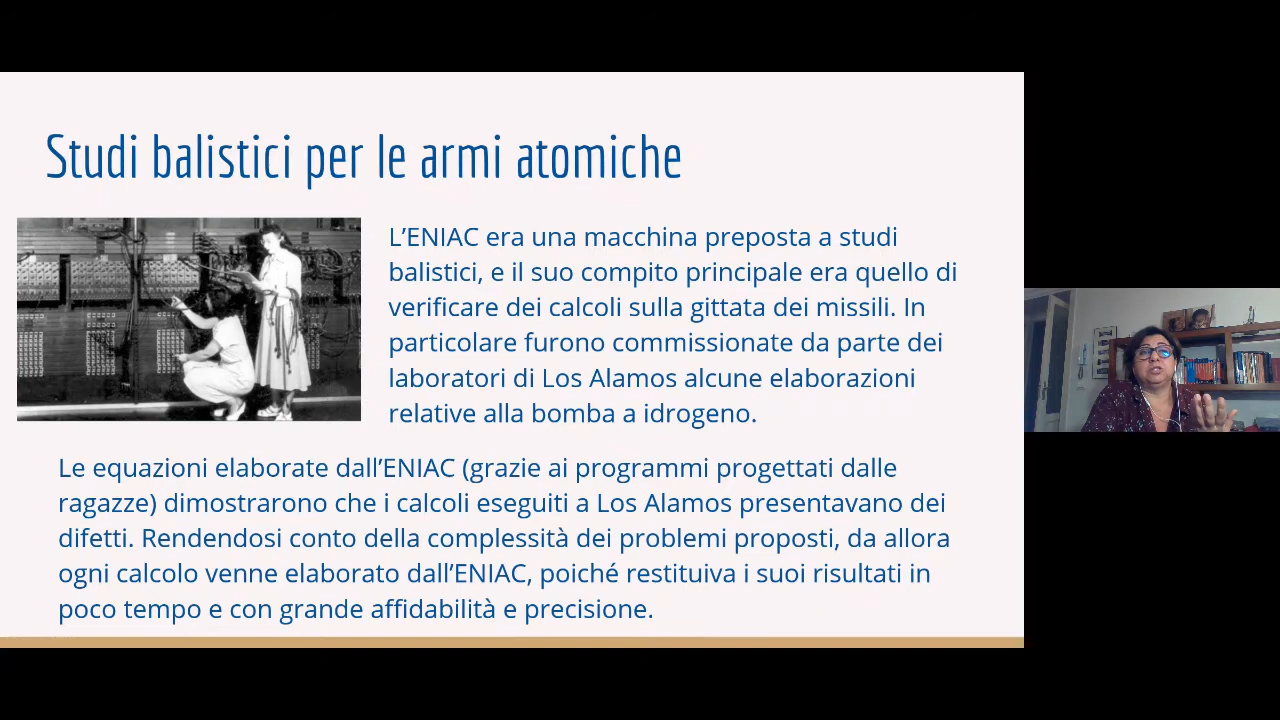 Studi balistici per le armi atomiche
L’ENIAC era una macchina preposta a studi
balistici, e il suo compito principale era quello di
verificare dei calcoli sulla gittata dei missili. In
particolare furono commissionate da parte dei
laboratori di Los Alamos alcune elaborazioni
relative alla bomba a idrogeno.
Le equazioni elaborate dall’ENIAC (grazie ai programmi progettati dalle
ragazze) dimostrarono che i calcoli eseguiti a Los Alamos presentavano dei
difetti. Rendendosi conto della complessità dei problemi proposti, da allora
ogni calcolo venne elaborato dall’ENIAC, poiché restituiva i suoi risultati in
poco tempo e con grande affidabilità e precisione.